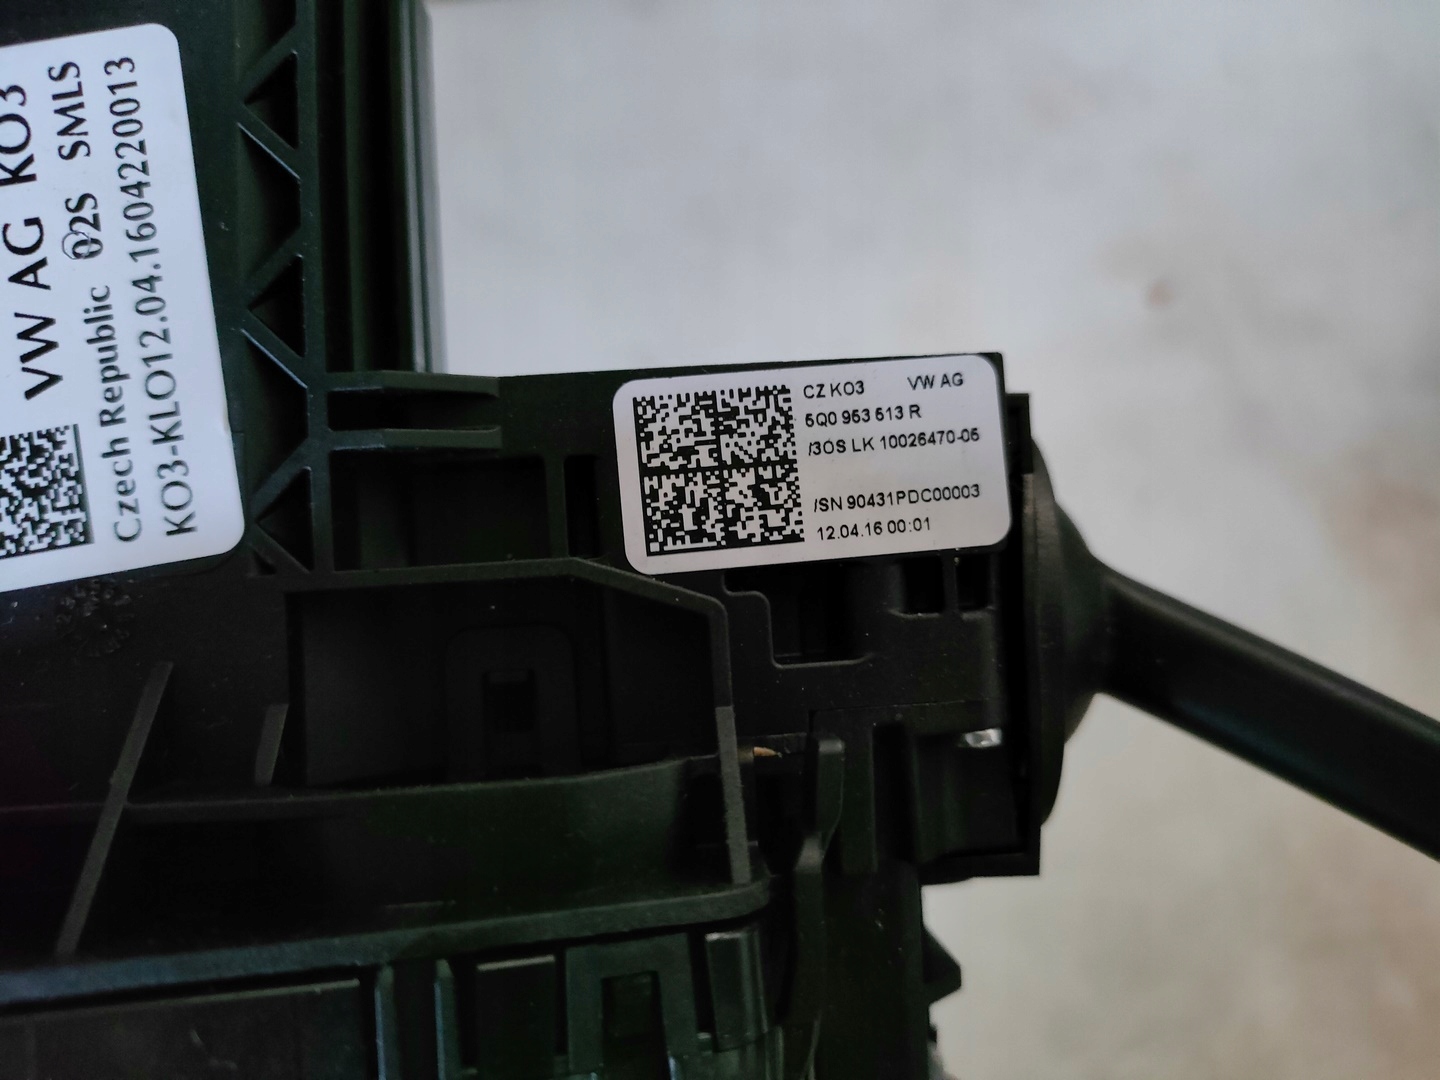 VW AG KO3
Czech Republic 02S SMLS
KO3-KLO12.04.1604220013
CZ KO3 VW AG
5Q0 953 513 R
/3OS LK 10026470-05
/SN 90431PDC00003
12.04.16 00:01